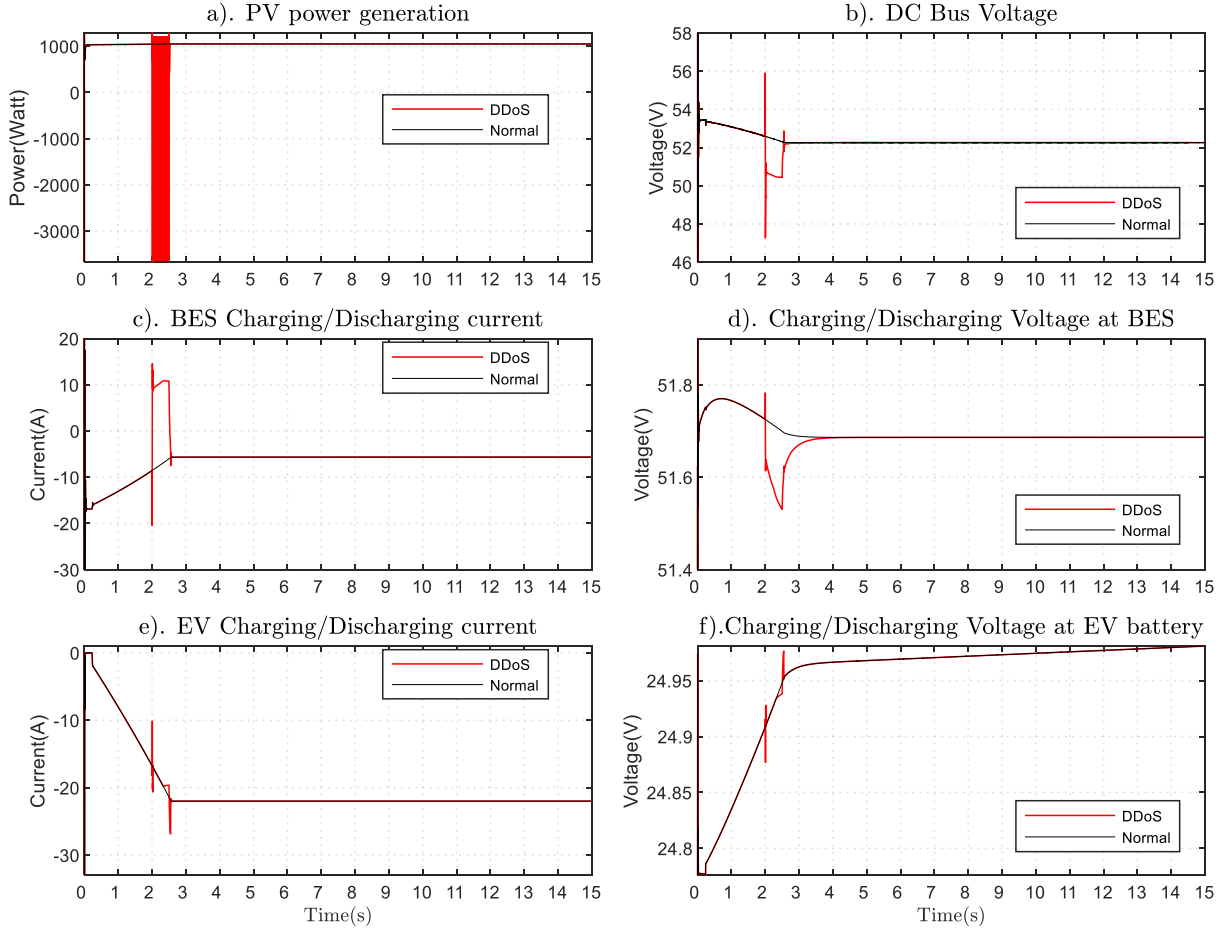 a). PV power generation
Power(Watt)
1000
0
-1000
-2000
-3000
DDoS
Normal
0 1 2 3 4 5 6 7 8 9 10 11 12 13 14 15
b). DC Bus Voltage
Voltage(V)
58
56
54
52
50
48
46
DDoS
Normal
0 1 2 3 4 5 6 7 8 9 10 11 12 13 14 15
c). BES Charging/Discharging current
Current(A)
20
10
0
-10
-20
-30
DDoS
Normal
0 1 2 3 4 5 6 7 8 9 10 11 12 13 14 15
d). Charging/Discharging Voltage at BES
Voltage(V)
51.8
51.6
51.4
DDoS
Normal
0 1 2 3 4 5 6 7 8 9 10 11 12 13 14 15
e). EV Charging/Discharging current
Current(A)
0
-10
-20
-30
DDoS
Normal
0 1 2 3 4 5 6 7 8 9 10 11 12 13 14 15
Time(s)
f).Charging/Discharging Voltage at EV battery
Voltage(V)
24.95
24.9
24.85
24.8
DDoS
Normal
0 1 2 3 4 5 6 7 8 9 10 11 12 13 14 15
Time(s)